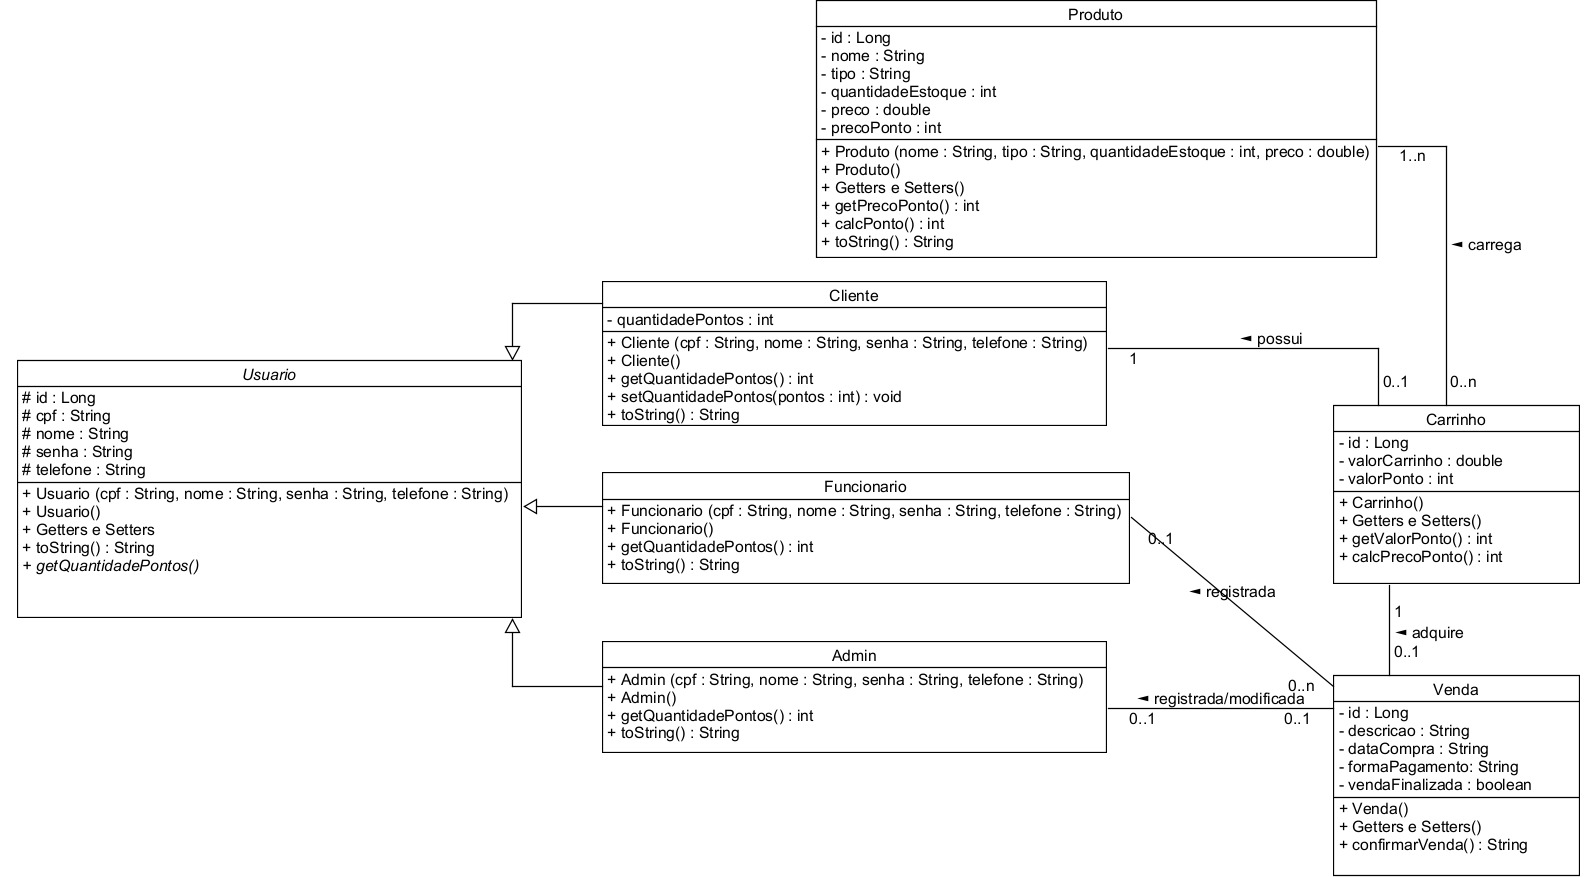 Produto
- id : Long
- nome : String
- tipo : String
- quantidadeEstoque : int
- preco : double
- precoPonto : int
+ Produto (nome : String, tipo : String, quantidadeEstoque : int, preco : double)
+ Produto()
+ Getters e Setters()
+ getPrecoPonto() : int
+ calcPonto() : int
+ toString() : String
1..n
◄ carrega
0..n
Cliente
- quantidadePontos : int
+ Cliente (cpf : String, nome : String, senha : String, telefone : String)
+ Cliente()
+ getQuantidadePontos() : int
+ setQuantidadePontos(pontos : int) : void
+ toString() : String
◄ possui
1
0..1
Usuario
# id : Long
# cpf : String
# nome : String
# senha : String
# telefone : String
+ Usuario (cpf : String, nome : String, senha : String, telefone : String)
+ Usuario()
+ Getters e Setters
+ toString() : String
+ getQuantidadePontos()
Carrinho
- id : Long
- valorCarrinho : double
- valorPonto : int
+ Carrinho()
+ Getters e Setters()
+ getValorPonto() : int
+ calcPrecoPonto() : int
Funcionario
+ Funcionario (cpf : String, nome : String, senha : String, telefone : String)
+ Funcionario()
+ getQuantidadePontos() : int
+ toString() : String
0..1
◄ registrada
0..n
1
◄ adquire
0..1
Admin
+ Admin (cpf : String, nome : String, senha : String, telefone : String)
+ Admin()
+ getQuantidadePontos() : int
+ toString() : String
◄ registrada/modificada
0..1
0..1
Venda
- id : Long
- descricao : String
- dataCompra : String
- formaPagamento: String
- vendaFinalizada : boolean
+ Venda()
+ Getters e Setters()
+ confirmarVenda() : String